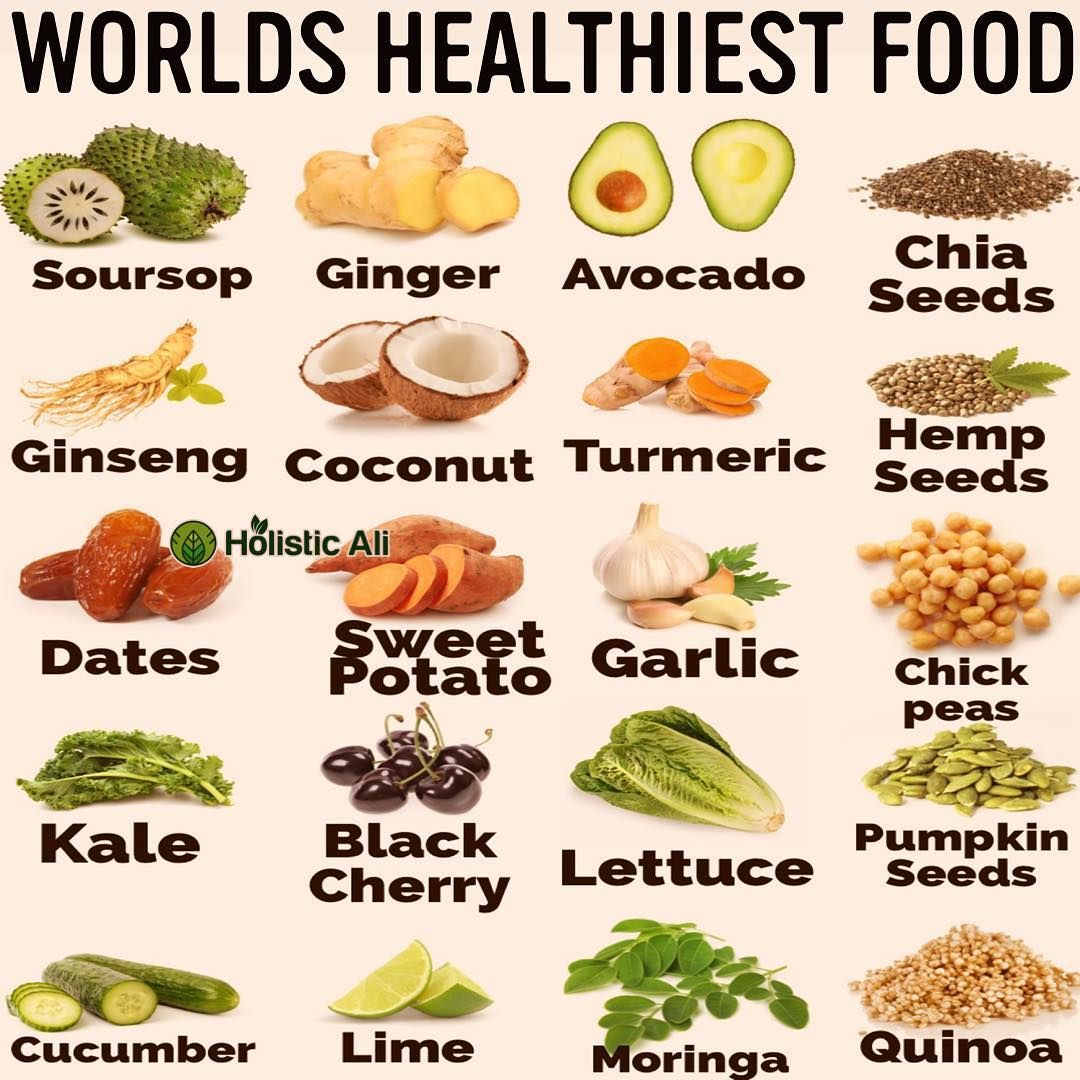 WORLDS HEALTHIEST FOOD
Soursop
Ginger
Avocado
Chia
Seeds
Ginseng
Coconut
Turmeric
Hemp
Seeds
Holistic Ali
Dates
Sweet
Potato
Garlic
Chick
peas
Kale
Black
Cherry
Lettuce
Pumpkin
Seeds
Cucumber
Lime
Moringa
Quinoa